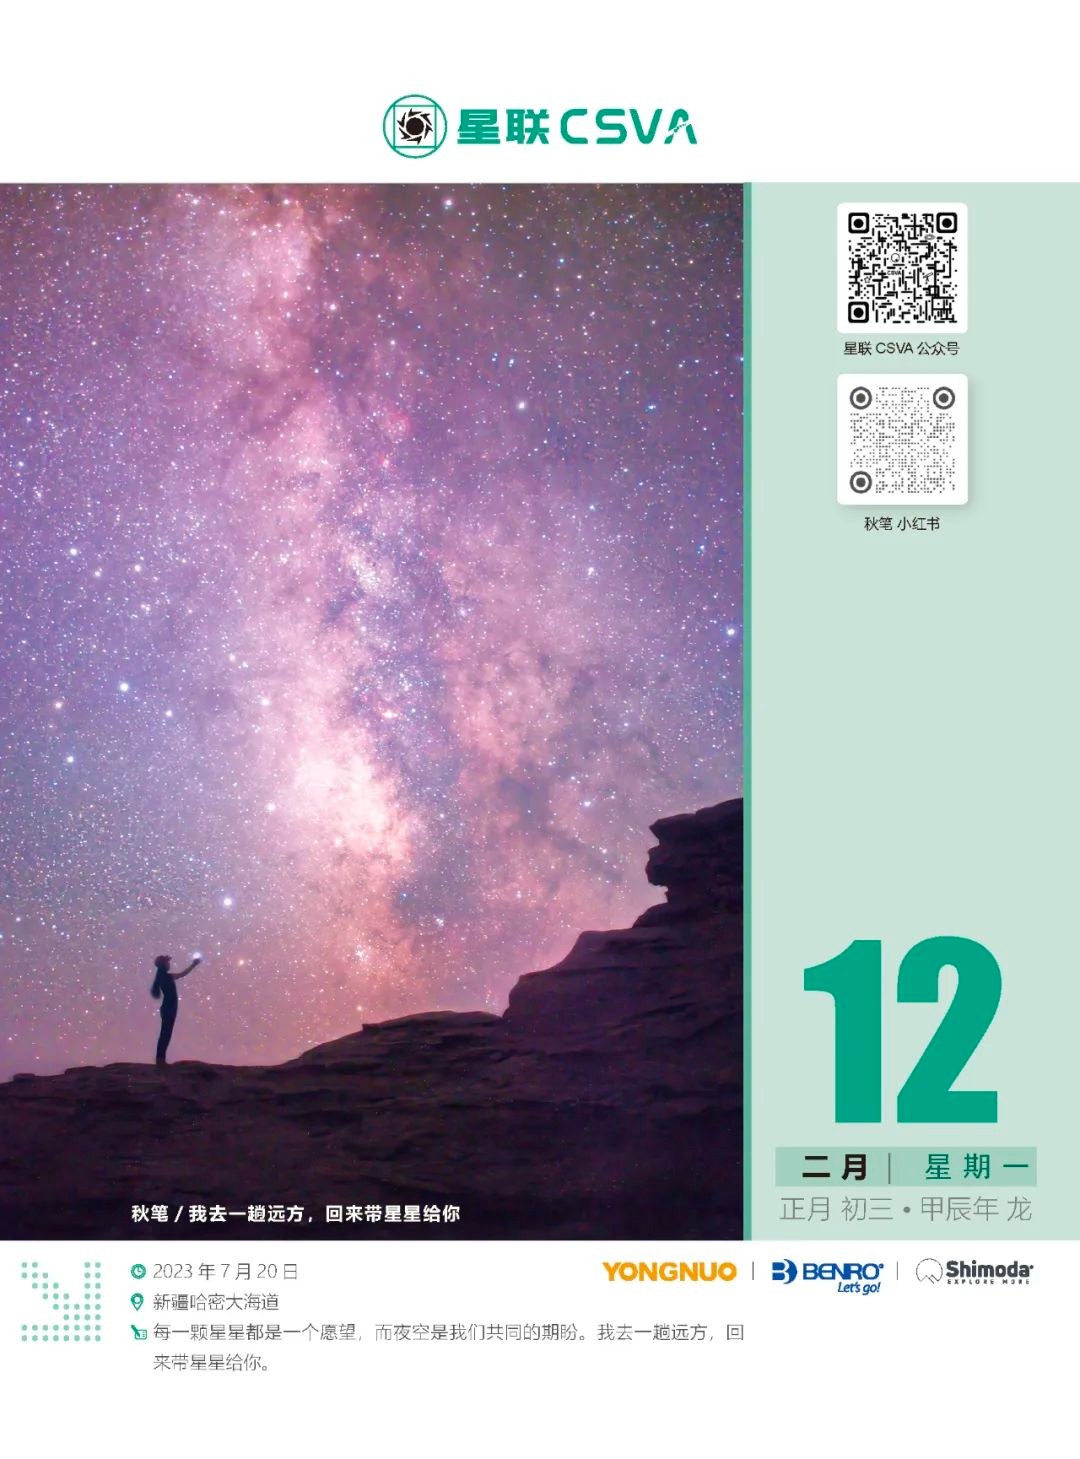 星联CSVA
星联 CSVA 公众号
秋笔 小红书
12
二月 | 星期一
正月 初三·甲辰年 龙
秋笔 / 我去一趟远方，回来带星星给你
2023 年 7 月 20 日
新疆哈密大海道
每一颗星星都是一个愿望，而夜空是我们共同的期盼。我去一趟远方，回
来带星星给你。
YONGNUO | BENRO Let's go! | Shimoda EXPLORE MORE